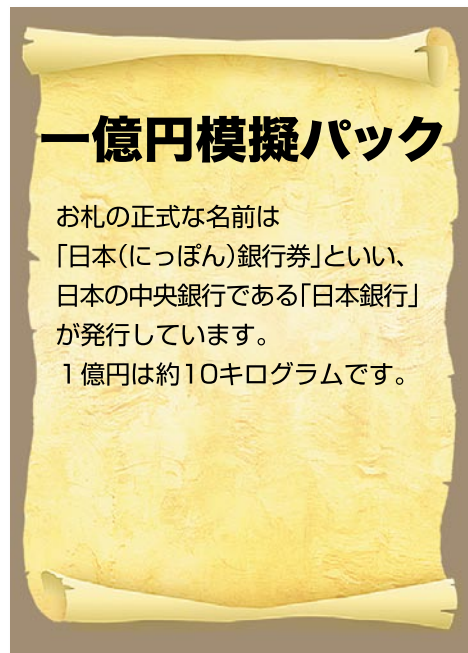 一億円模擬パック
お札の正式な名前は
「日本(にっぽん)銀行券」といい、
日本の中央銀行である「日本銀行」
が発行しています。
１億円は約10キログラムです。